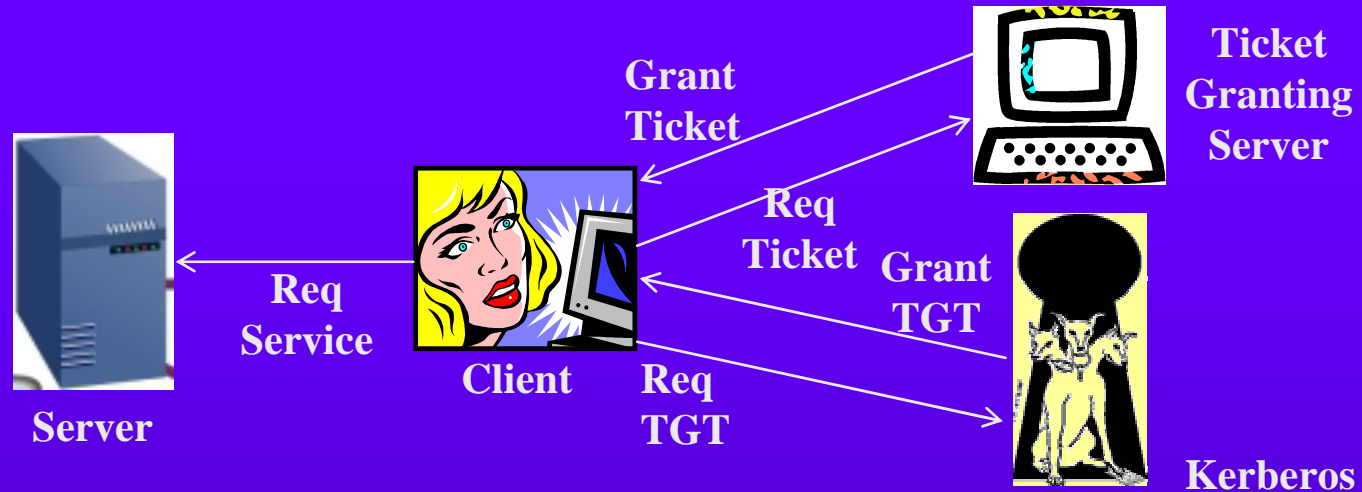 Ticket
Granting
Server
Grant
Ticket
Req
Ticket
Grant
TGT
Req
Service
Client
Req
TGT
Server
Kerberos